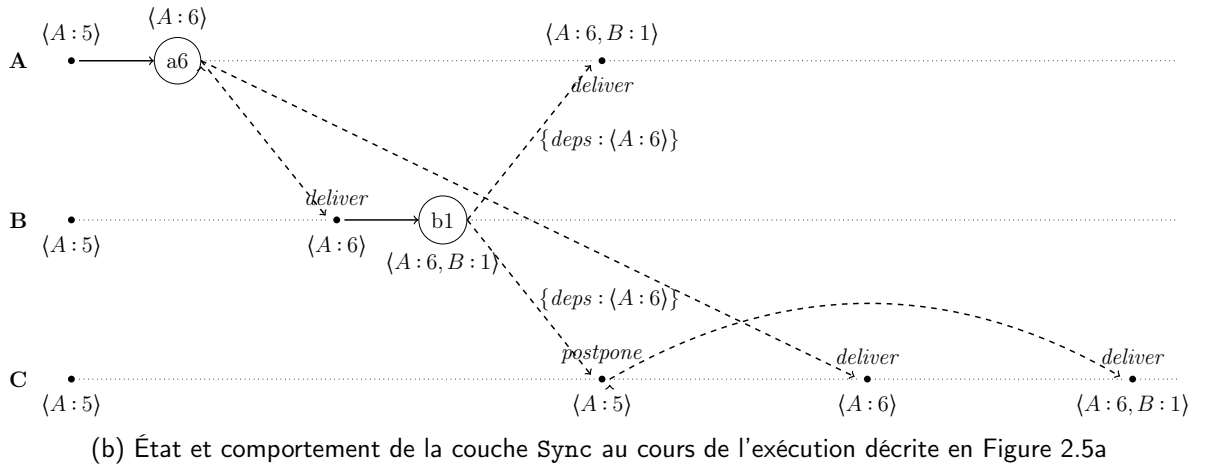 ⟨A : 6⟩
⟨A : 5⟩ ⟨A : 6, B : 1⟩
A a6
deliver
{deps : ⟨A : 6⟩}
deliver
B b1
⟨A : 5⟩ ⟨A : 6⟩ ⟨A : 6, B : 1⟩
{deps : ⟨A : 6⟩}
postpone deliver deliver
C
⟨A : 5⟩ ⟨A : 5⟩ ⟨A : 6⟩ ⟨A : 6, B : 1⟩
(b) État et comportement de la couche Sync au cours de l'exécution décrite en Figure 2.5a